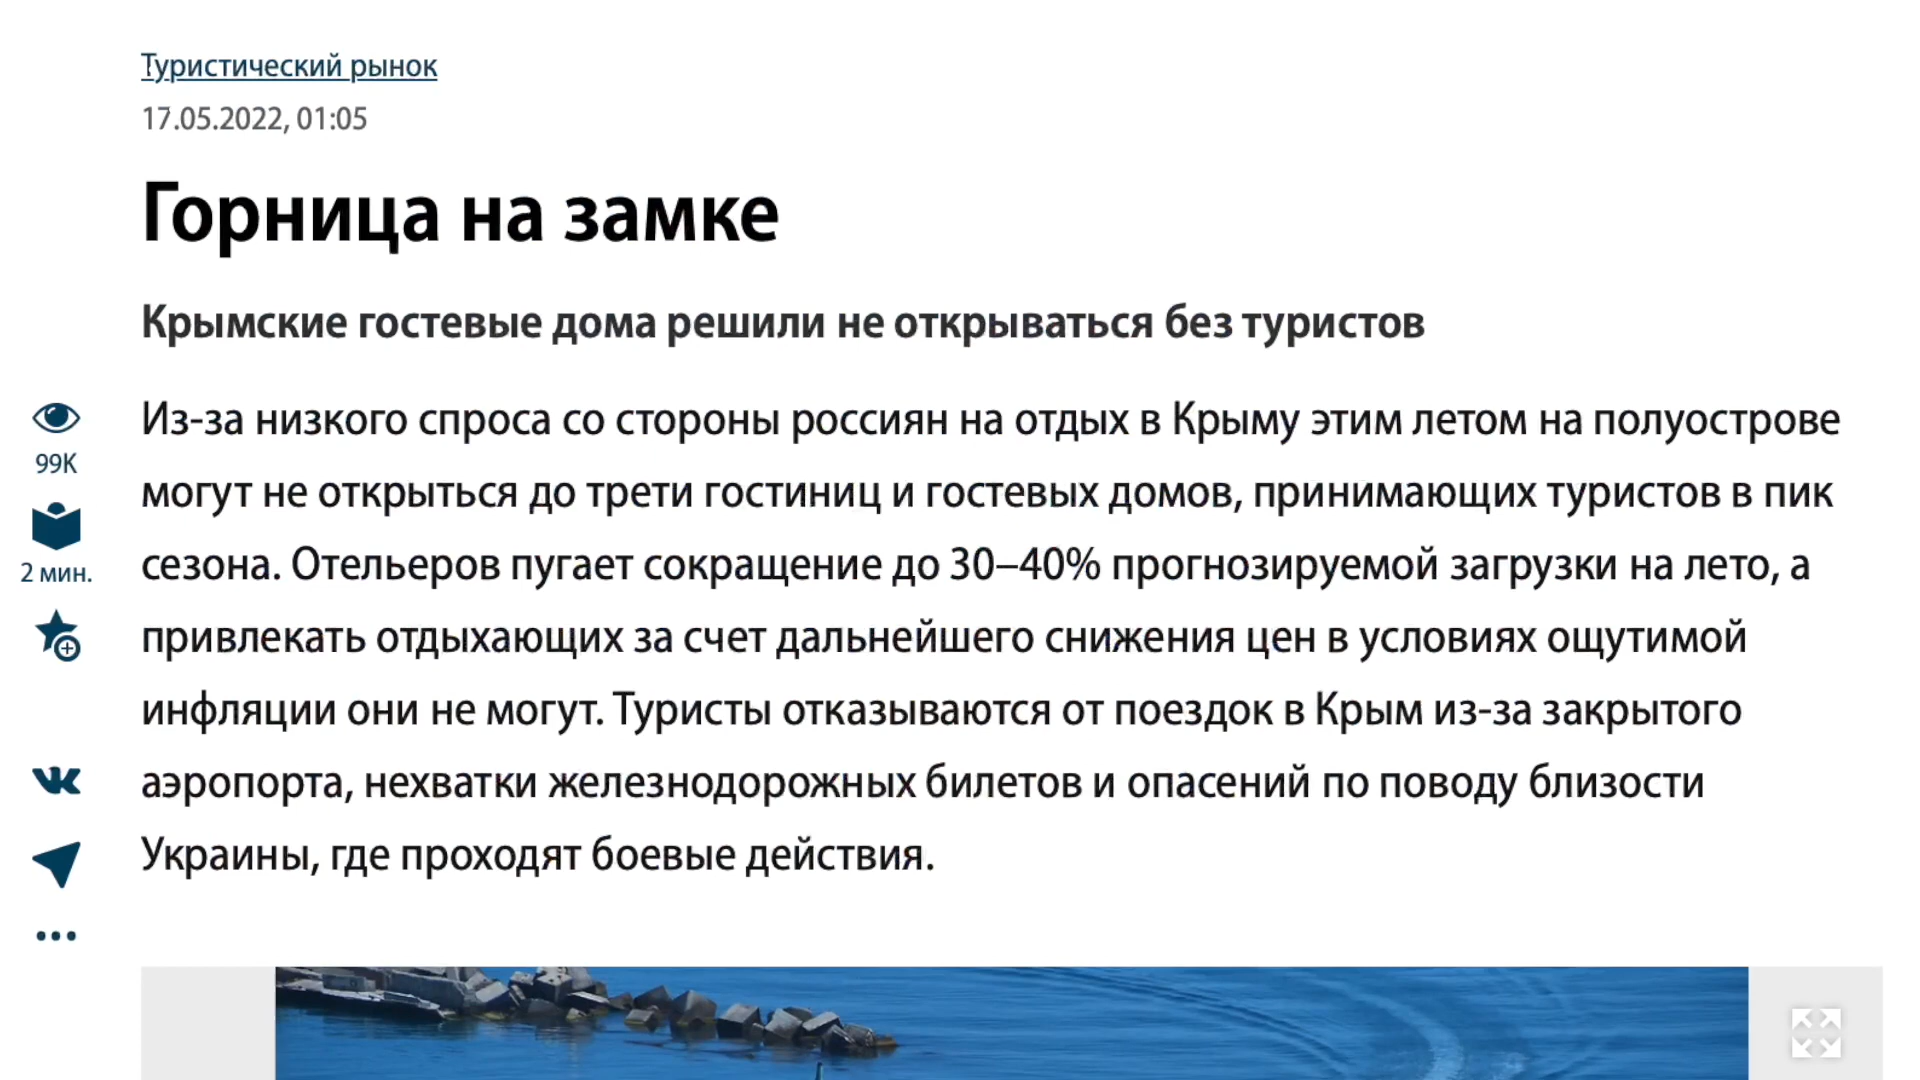 Туристический рынок
17.05.2022, 01:05
Горница на замке
Крымские гостевые дома решили не открываться без туристов
Из-за низкого спроса со стороны россиян на отдых в Крыму этим летом на полуострове
могут не открыться до трети гостиниц и гостевых домов, принимающих туристов в пик
сезона. Отельеров пугает сокращение до 30–40% прогнозируемой загрузки на лето, а
привлекать отдыхающих за счет дальнейшего снижения цен в условиях ощутимой
инфляции они не могут. Туристы отказываются от поездок в Крым из-за закрытого
аэропорта, нехватки железнодорожных билетов и опасений по поводу близости
Украины, где проходят боевые действия.
99K
2 мин.